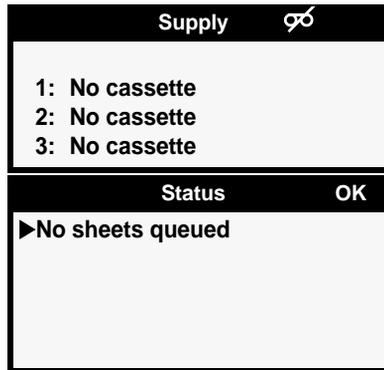 Supply
1: No cassette
2: No cassette
3: No cassette
Status OK
▶No sheets queued